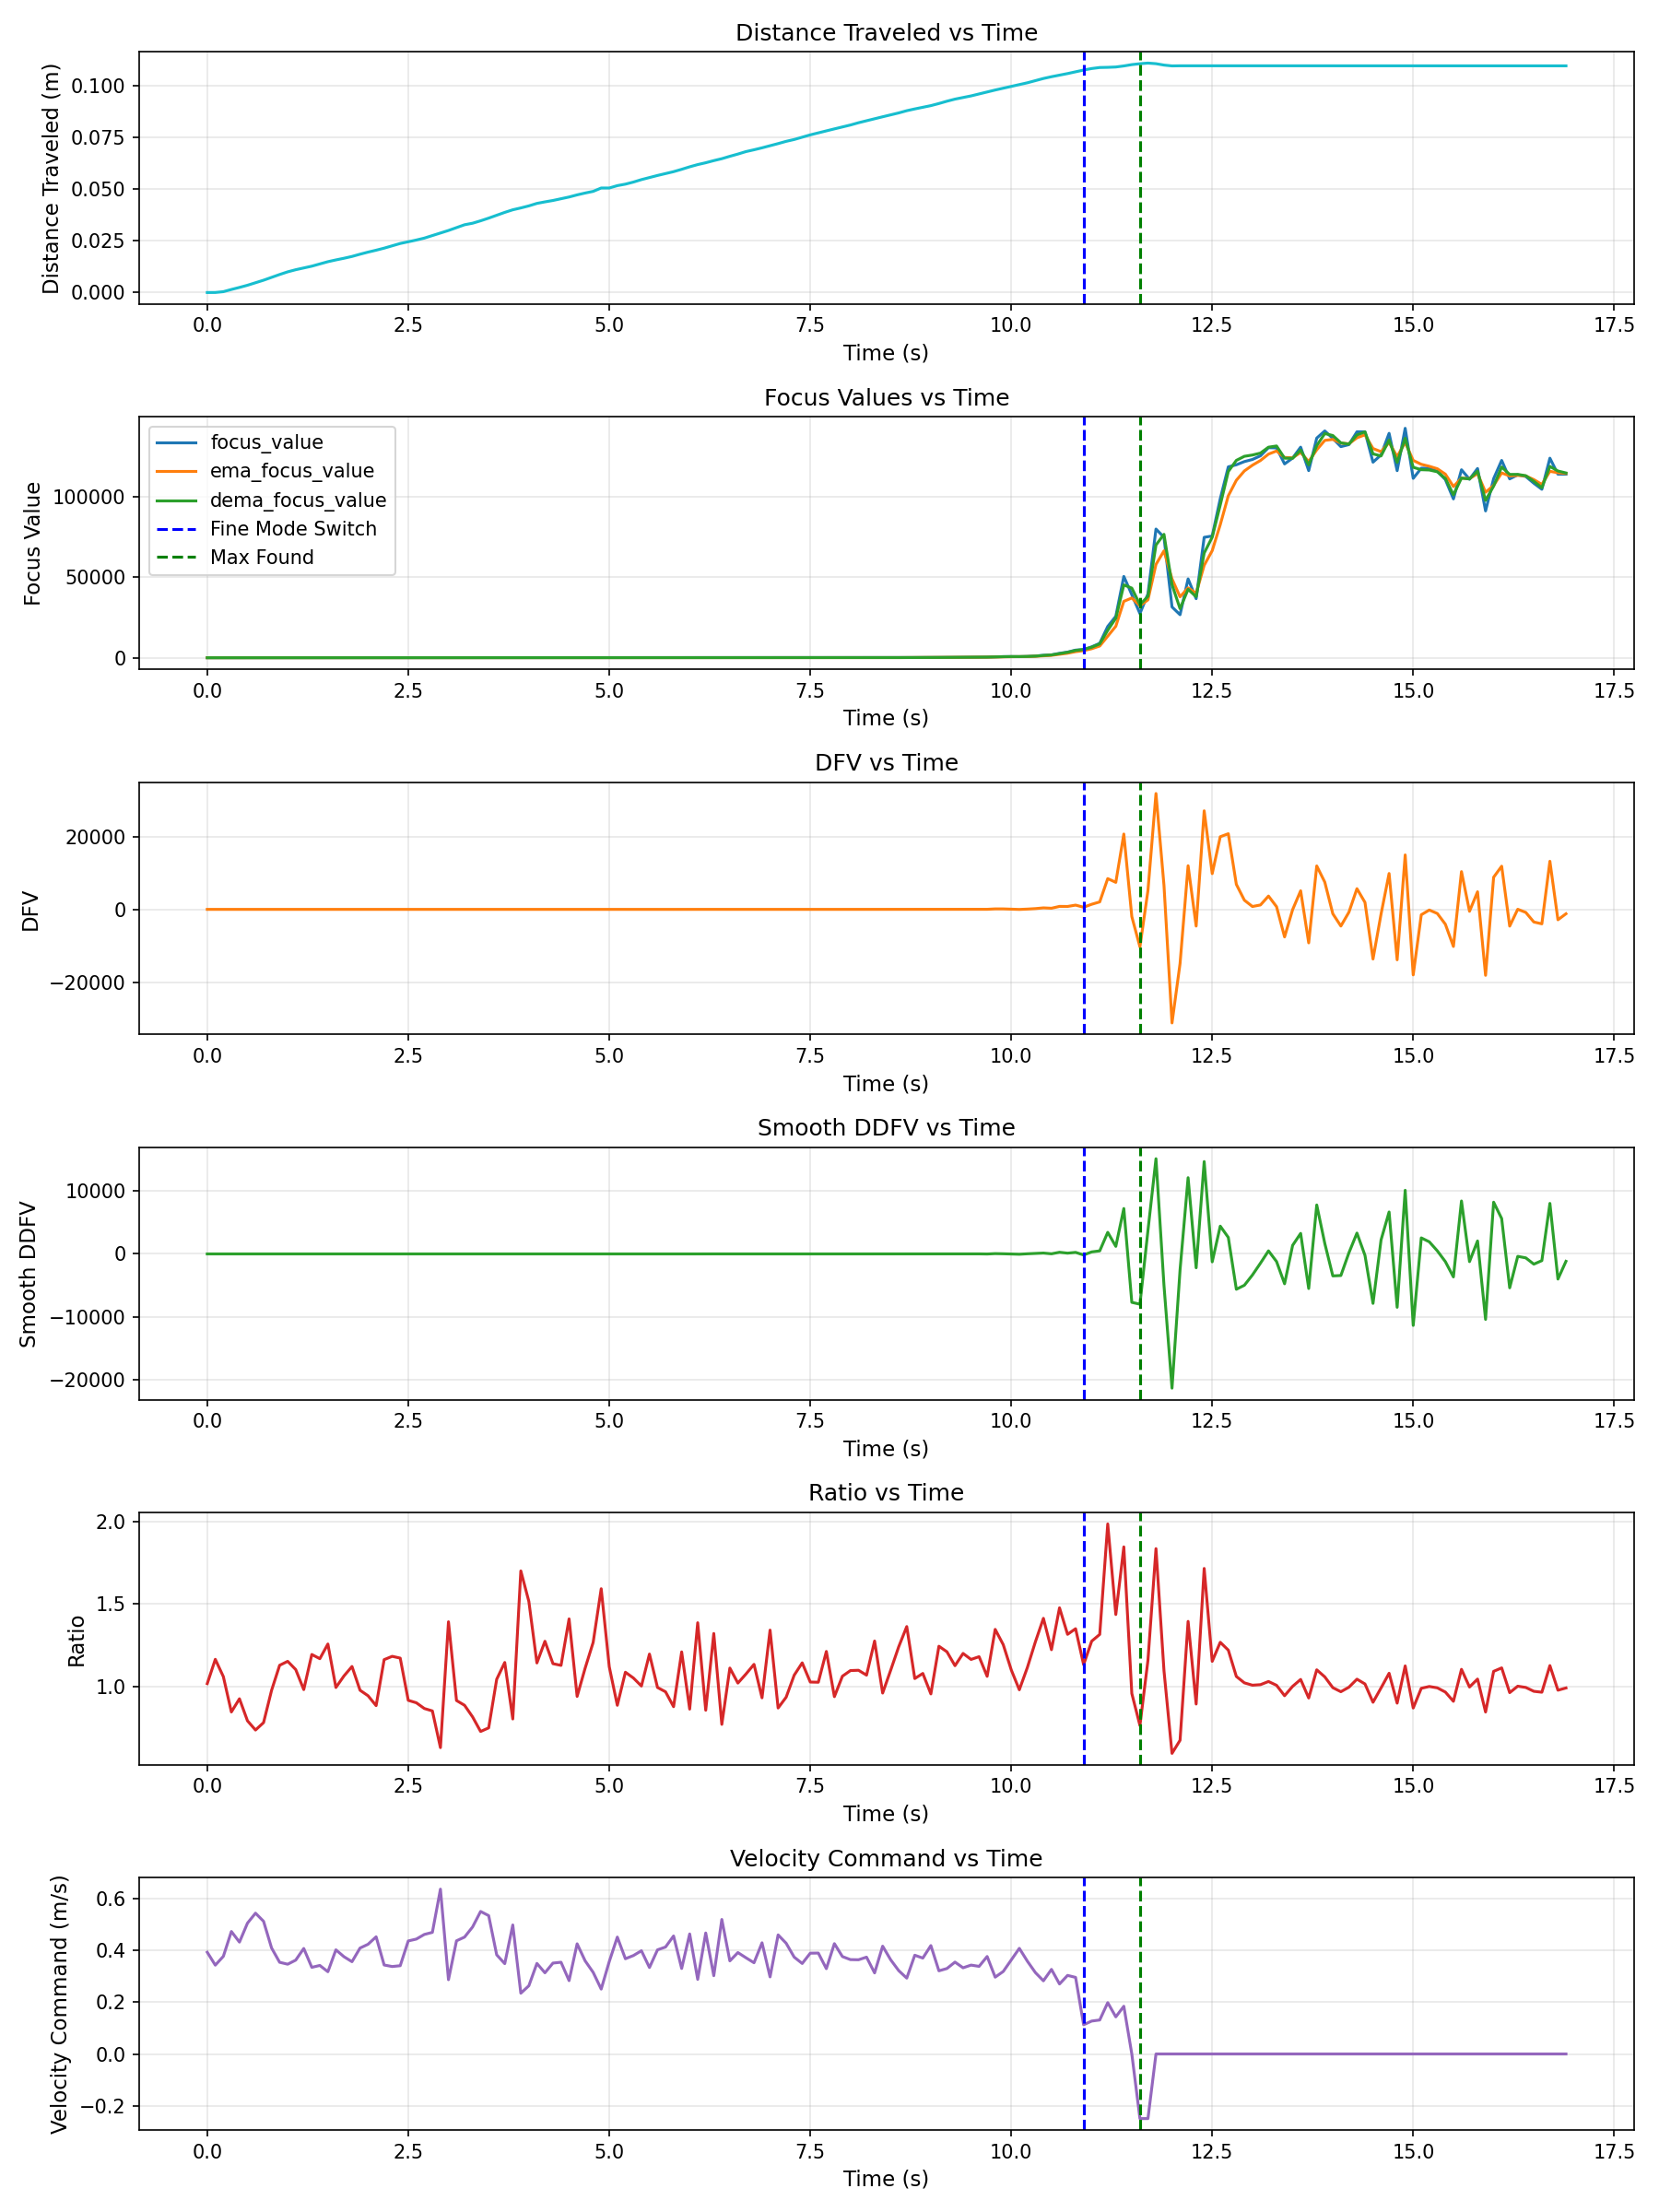 Distance Traveled vs Time
Distance Traveled (m)
0.100
0.075
0.050
0.025
0.000
0.0 2.5 5.0 7.5 10.0 12.5 15.0 17.5
Time (s)
Focus Values vs Time
Focus Value
100000
50000
0
focus_value
ema_focus_value
dema_focus_value
Fine Mode Switch
Max Found
0.0 2.5 5.0 7.5 10.0 12.5 15.0 17.5
Time (s)
DFV vs Time
DFV
20000
0
−20000
0.0 2.5 5.0 7.5 10.0 12.5 15.0 17.5
Time (s)
Smooth DDFV vs Time
Smooth DDFV
10000
0
−10000
−20000
0.0 2.5 5.0 7.5 10.0 12.5 15.0 17.5
Time (s)
Ratio vs Time
Ratio
2.0
1.5
1.0
0.0 2.5 5.0 7.5 10.0 12.5 15.0 17.5
Time (s)
Velocity Command vs Time
Velocity Command (m/s)
0.6
0.4
0.2
0.0
−0.2
0.0 2.5 5.0 7.5 10.0 12.5 15.0 17.5
Time (s)